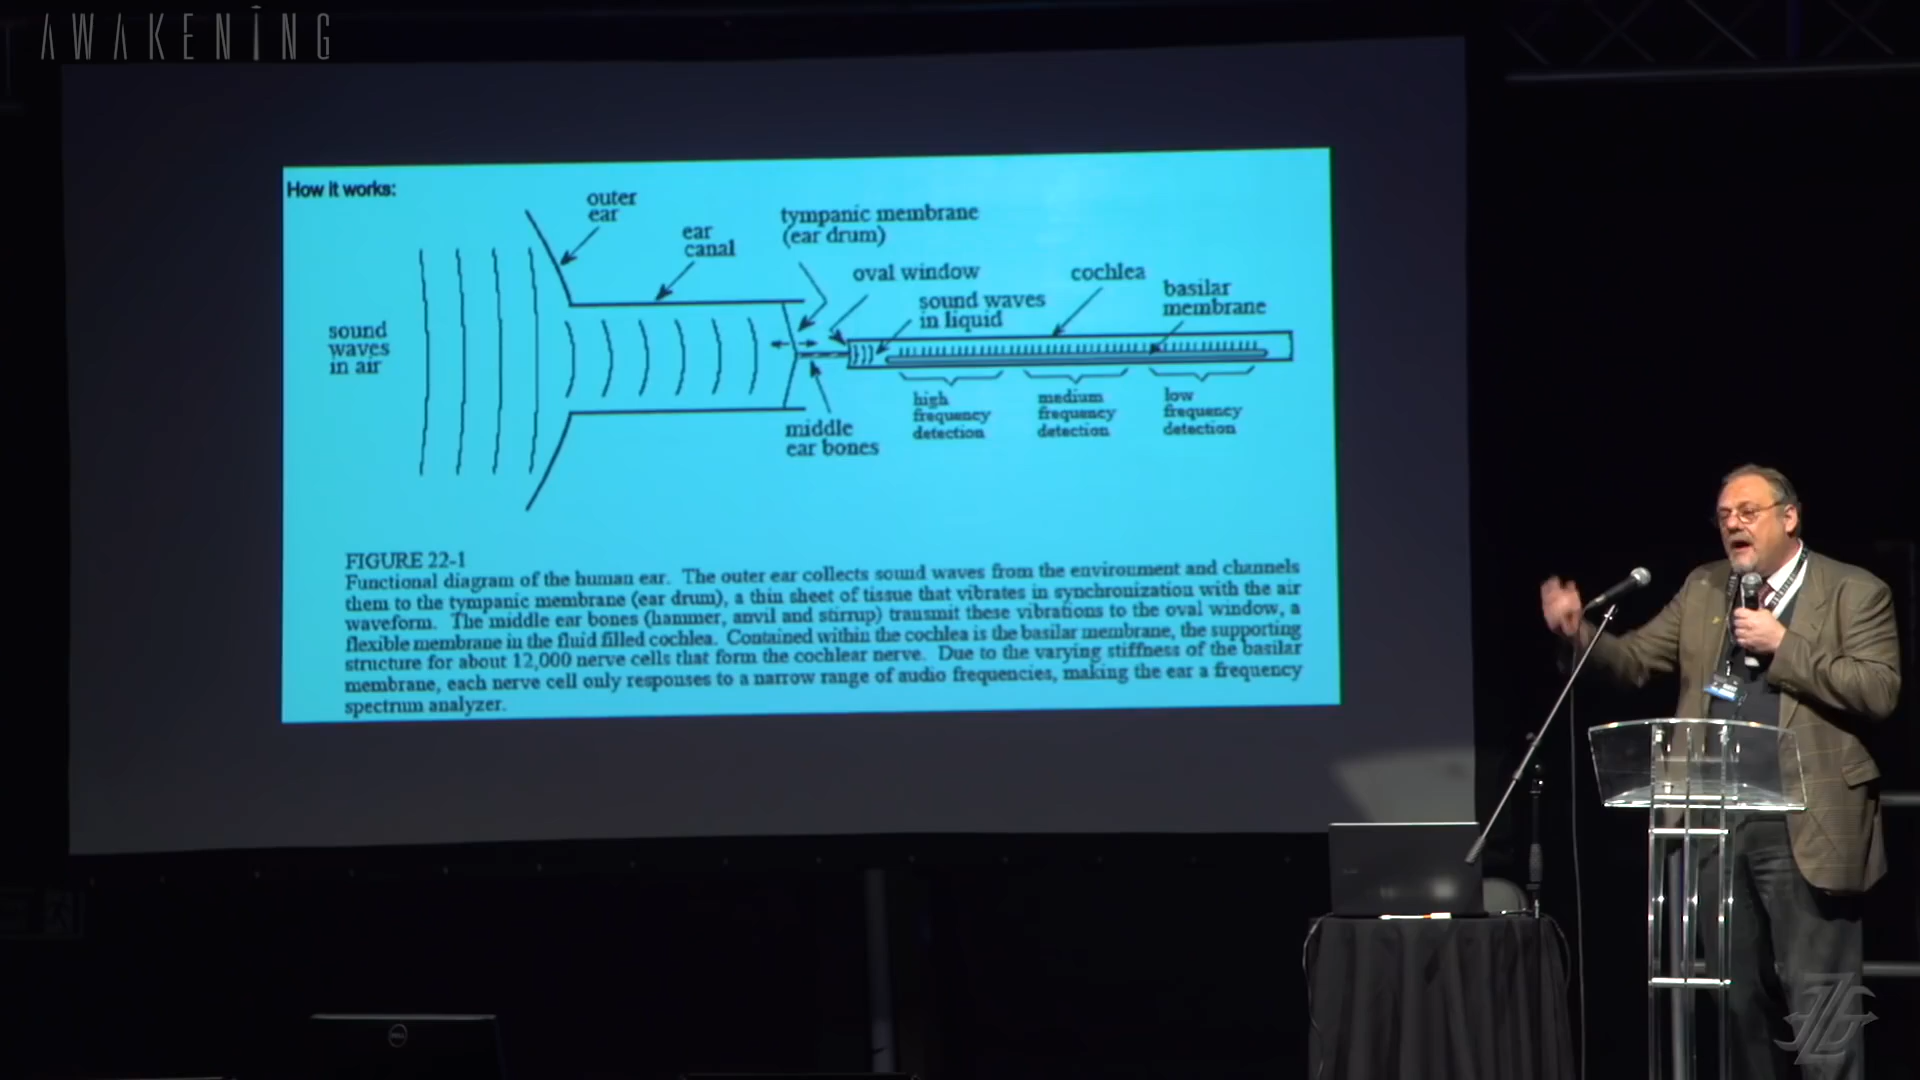 AWAKENING
How it works:
outer
ear
ear
canal
tympanic membrane
(ear drum)
oval window
sound waves
in liquid
cochlea
basilar
membrane
sound
waves
in air
middle
ear bones
high
frequency
detection
medium
frequency
detection
low
frequency
detection
FIGURE 22-1
Functional diagram of the human ear. The outer ear collects sound waves from the environment and channels
them to the tympanic membrane (ear drum), a thin sheet of tissue that vibrates in synchronization with the air
waveform. The middle ear bones (hammer, anvil and stirrup) transmit these vibrations to the oval window, a
flexible membrane in the fluid filled cochlea. Contained within the cochlea is the basilar membrane, the supporting
structure for about 12,000 nerve cells that form the cochlear nerve. Due to the varying stiffness of the basilar
membrane, each nerve cell only responses to a narrow range of audio frequencies, making the ear a frequency
spectrum analyzer.
DELL